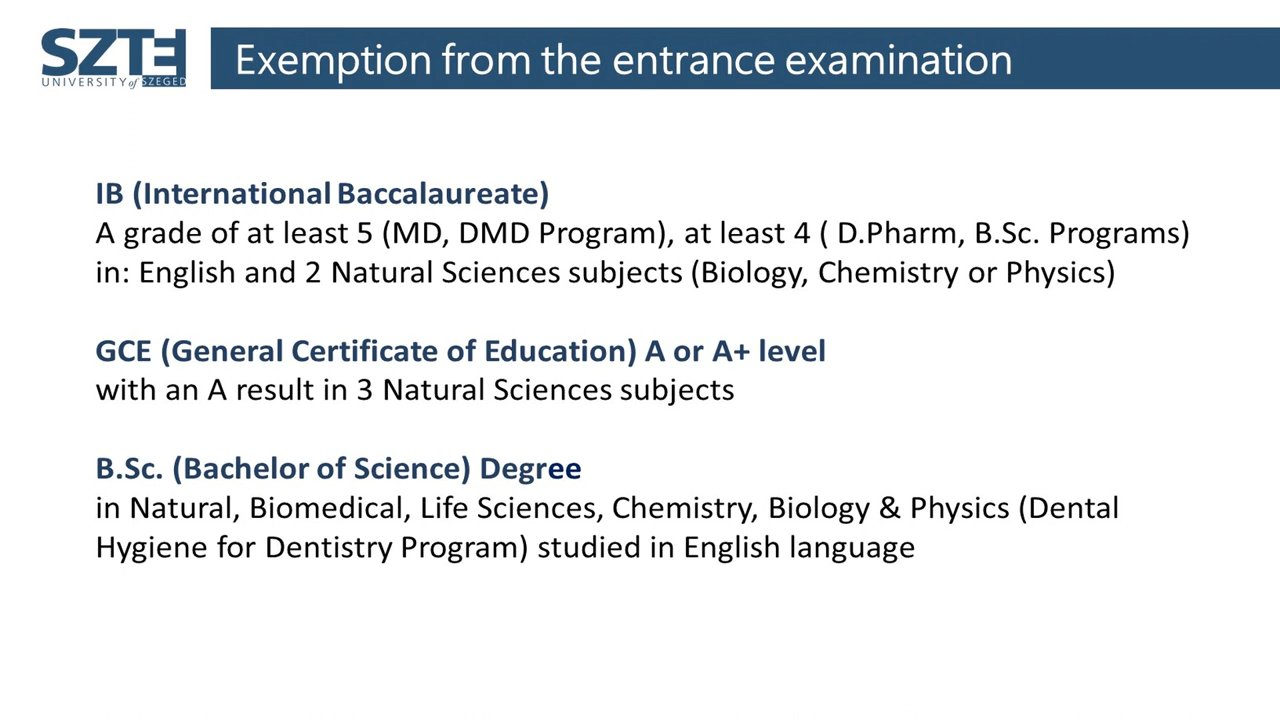 SZTE
UNIVERSITY of SZEGED
Exemption from the entrance examination
IB (International Baccalaureate)
A grade of at least 5 (MD, DMD Program), at least 4 ( D.Pharm, B.Sc. Programs)
in: English and 2 Natural Sciences subjects (Biology, Chemistry or Physics)
GCE (General Certificate of Education) A or A+ level
with an A result in 3 Natural Sciences subjects
B.Sc. (Bachelor of Science) Degree
in Natural, Biomedical, Life Sciences, Chemistry, Biology & Physics (Dental
Hygiene for Dentistry Program) studied in English language